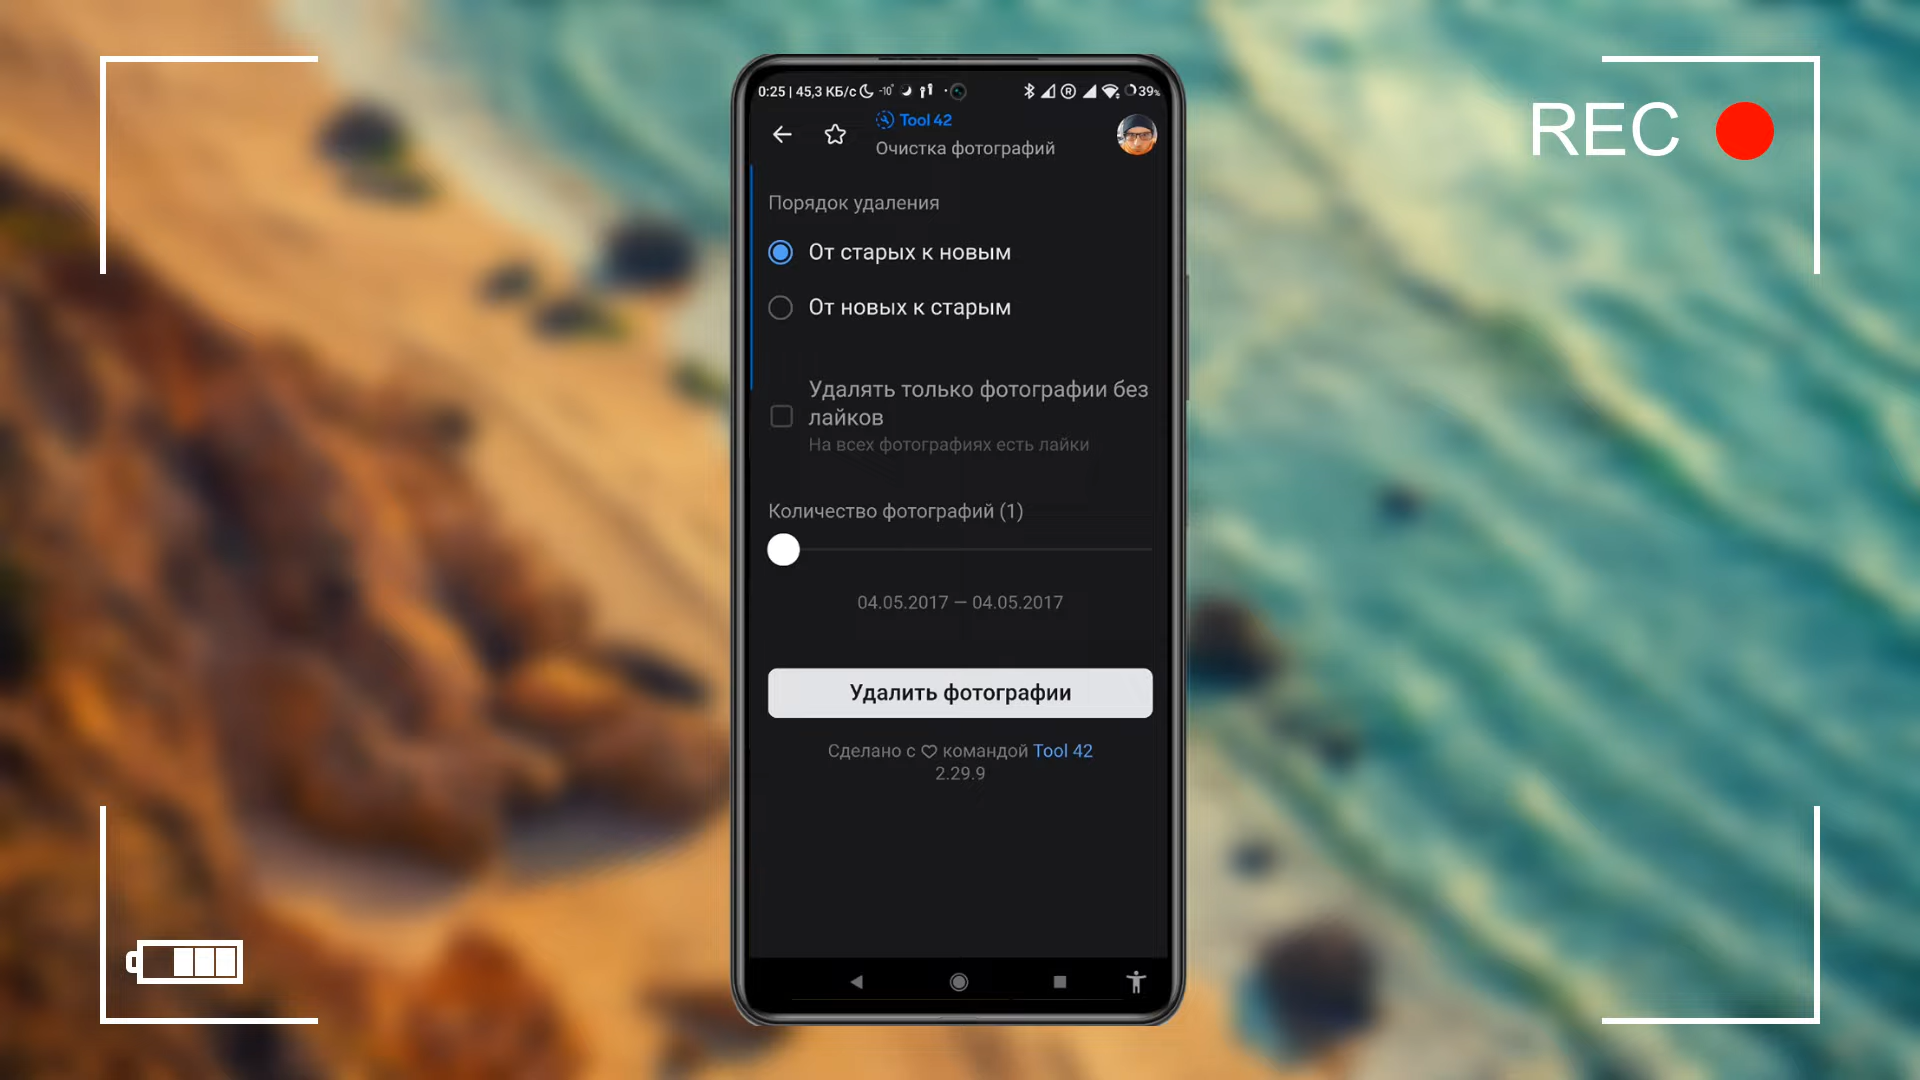 REC
0:25 | 45,3 КБ/с -10° 39%
Tool 42
Очистка фотографий
Порядок удаления
От старых к новым
От новых к старым
Удалять только фотографии без
лайков
На всех фотографиях есть лайки
Количество фотографий (1)
04.05.2017 — 04.05.2017
Удалить фотографии
Сделано с ♡ командой Tool 42
2.29.9